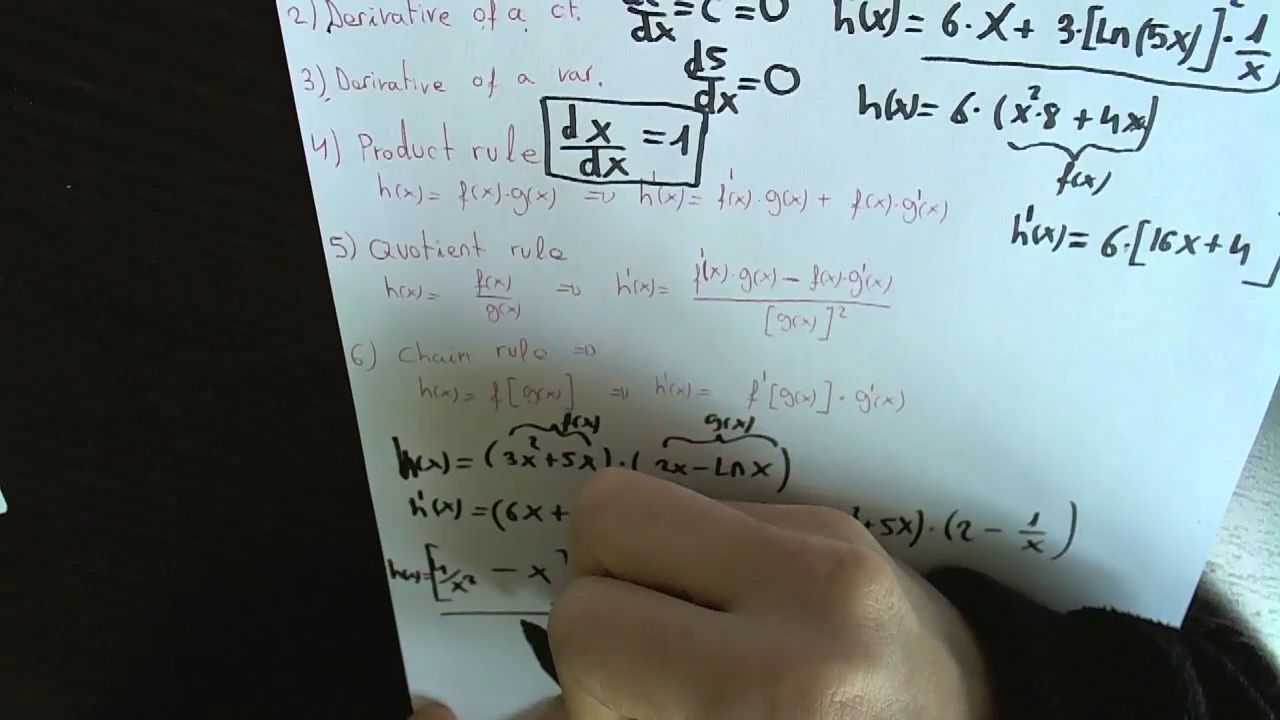 2) Derivative of a ct.
dx = C = 0
h(x) = 6·x + 3·[Ln(5x)]² · 1/x
3) Derivative of a var.
d5/dx = 0
h(x) = 6·(x²·8 + 4x)
f(x)
dx/dx = 1
4) Product rule
h(x) = f(x)·g(x) => h'(x) = f'(x)·g(x) + f(x)·g'(x)
h'(x) = 6·[16x + 4]
5) Quotient rule
h(x) = f(x)/g(x) => h'(x) = f'(x)·g(x) − f(x)·g'(x) / [g(x)]²
6) Chain rule =>
h(x) = f[g(x)] => h'(x) = f'[g(x)]·g'(x)
f(x) g(x)
h(x) = (3x²+5x)·(2x − Ln x)
h'(x) = (6x + +5x)·(2 − 1/x)
− x